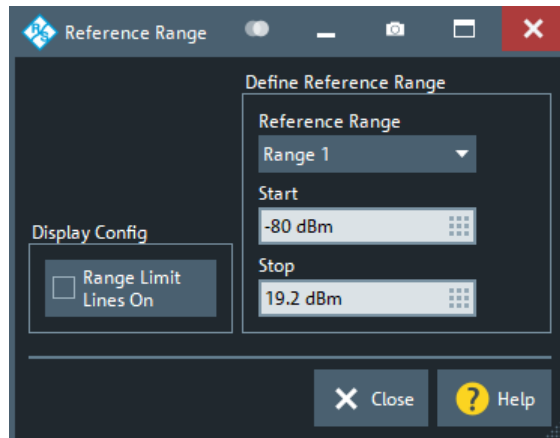 Reference Range
Define Reference Range
Reference Range
Range 1
Start
-80 dBm
Display Config
Range Limit
Lines On
Stop
19.2 dBm
Close
? Help